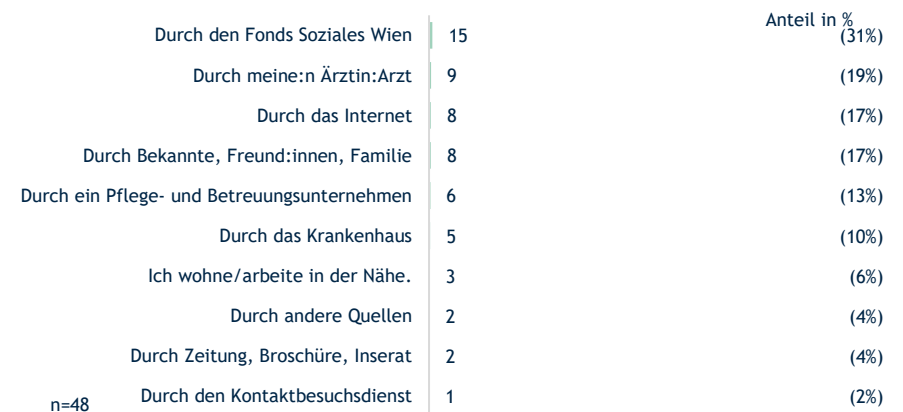 Anteil in %
Durch den Fonds Soziales Wien 15 (31%)
Durch meine:n Ärztin:Arzt 9 (19%)
Durch das Internet 8 (17%)
Durch Bekannte, Freund:innen, Familie 8 (17%)
Durch ein Pflege- und Betreuungsunternehmen 6 (13%)
Durch das Krankenhaus 5 (10%)
Ich wohne/arbeite in der Nähe. 3 (6%)
Durch andere Quellen 2 (4%)
Durch Zeitung, Broschüre, Inserat 2 (4%)
Durch den Kontaktbesuchsdienst 1 (2%)
n=48